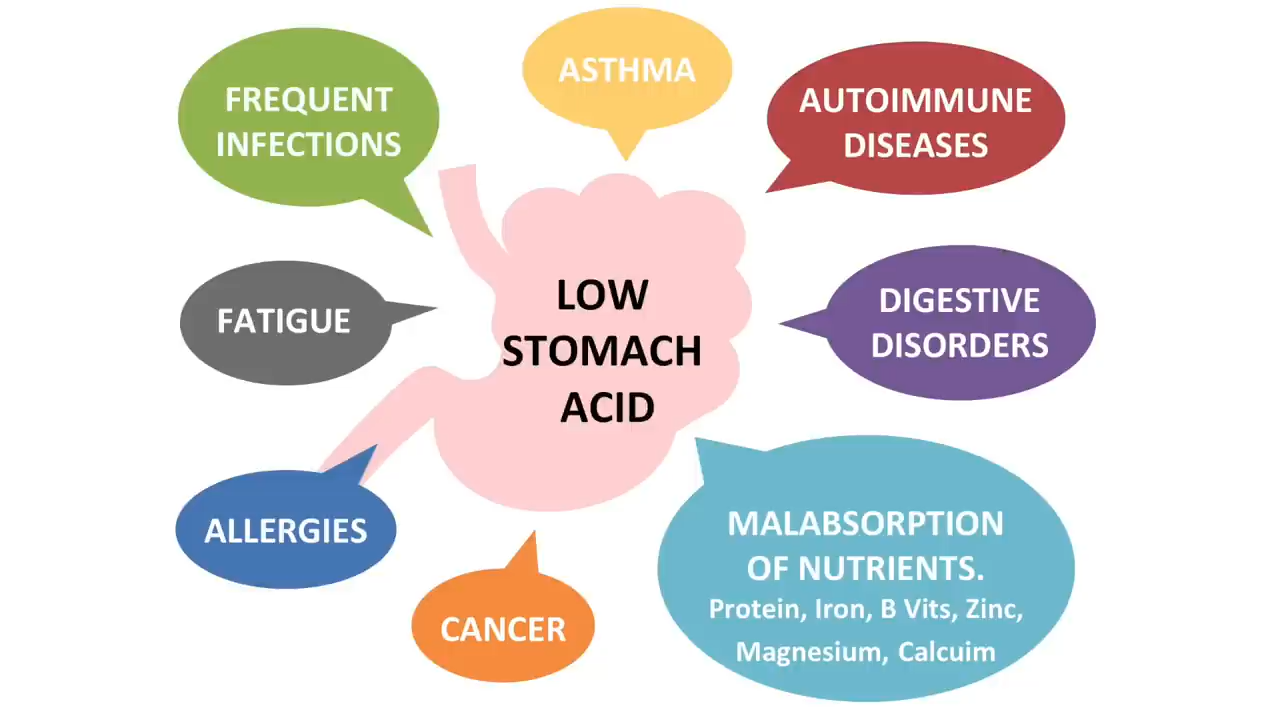 FREQUENT
INFECTIONS
ASTHMA
AUTOIMMUNE
DISEASES
FATIGUE
LOW
STOMACH
ACID
DIGESTIVE
DISORDERS
ALLERGIES
CANCER
MALABSORPTION
OF NUTRIENTS.
Protein, Iron, B Vits, Zinc,
Magnesium, Calcuim